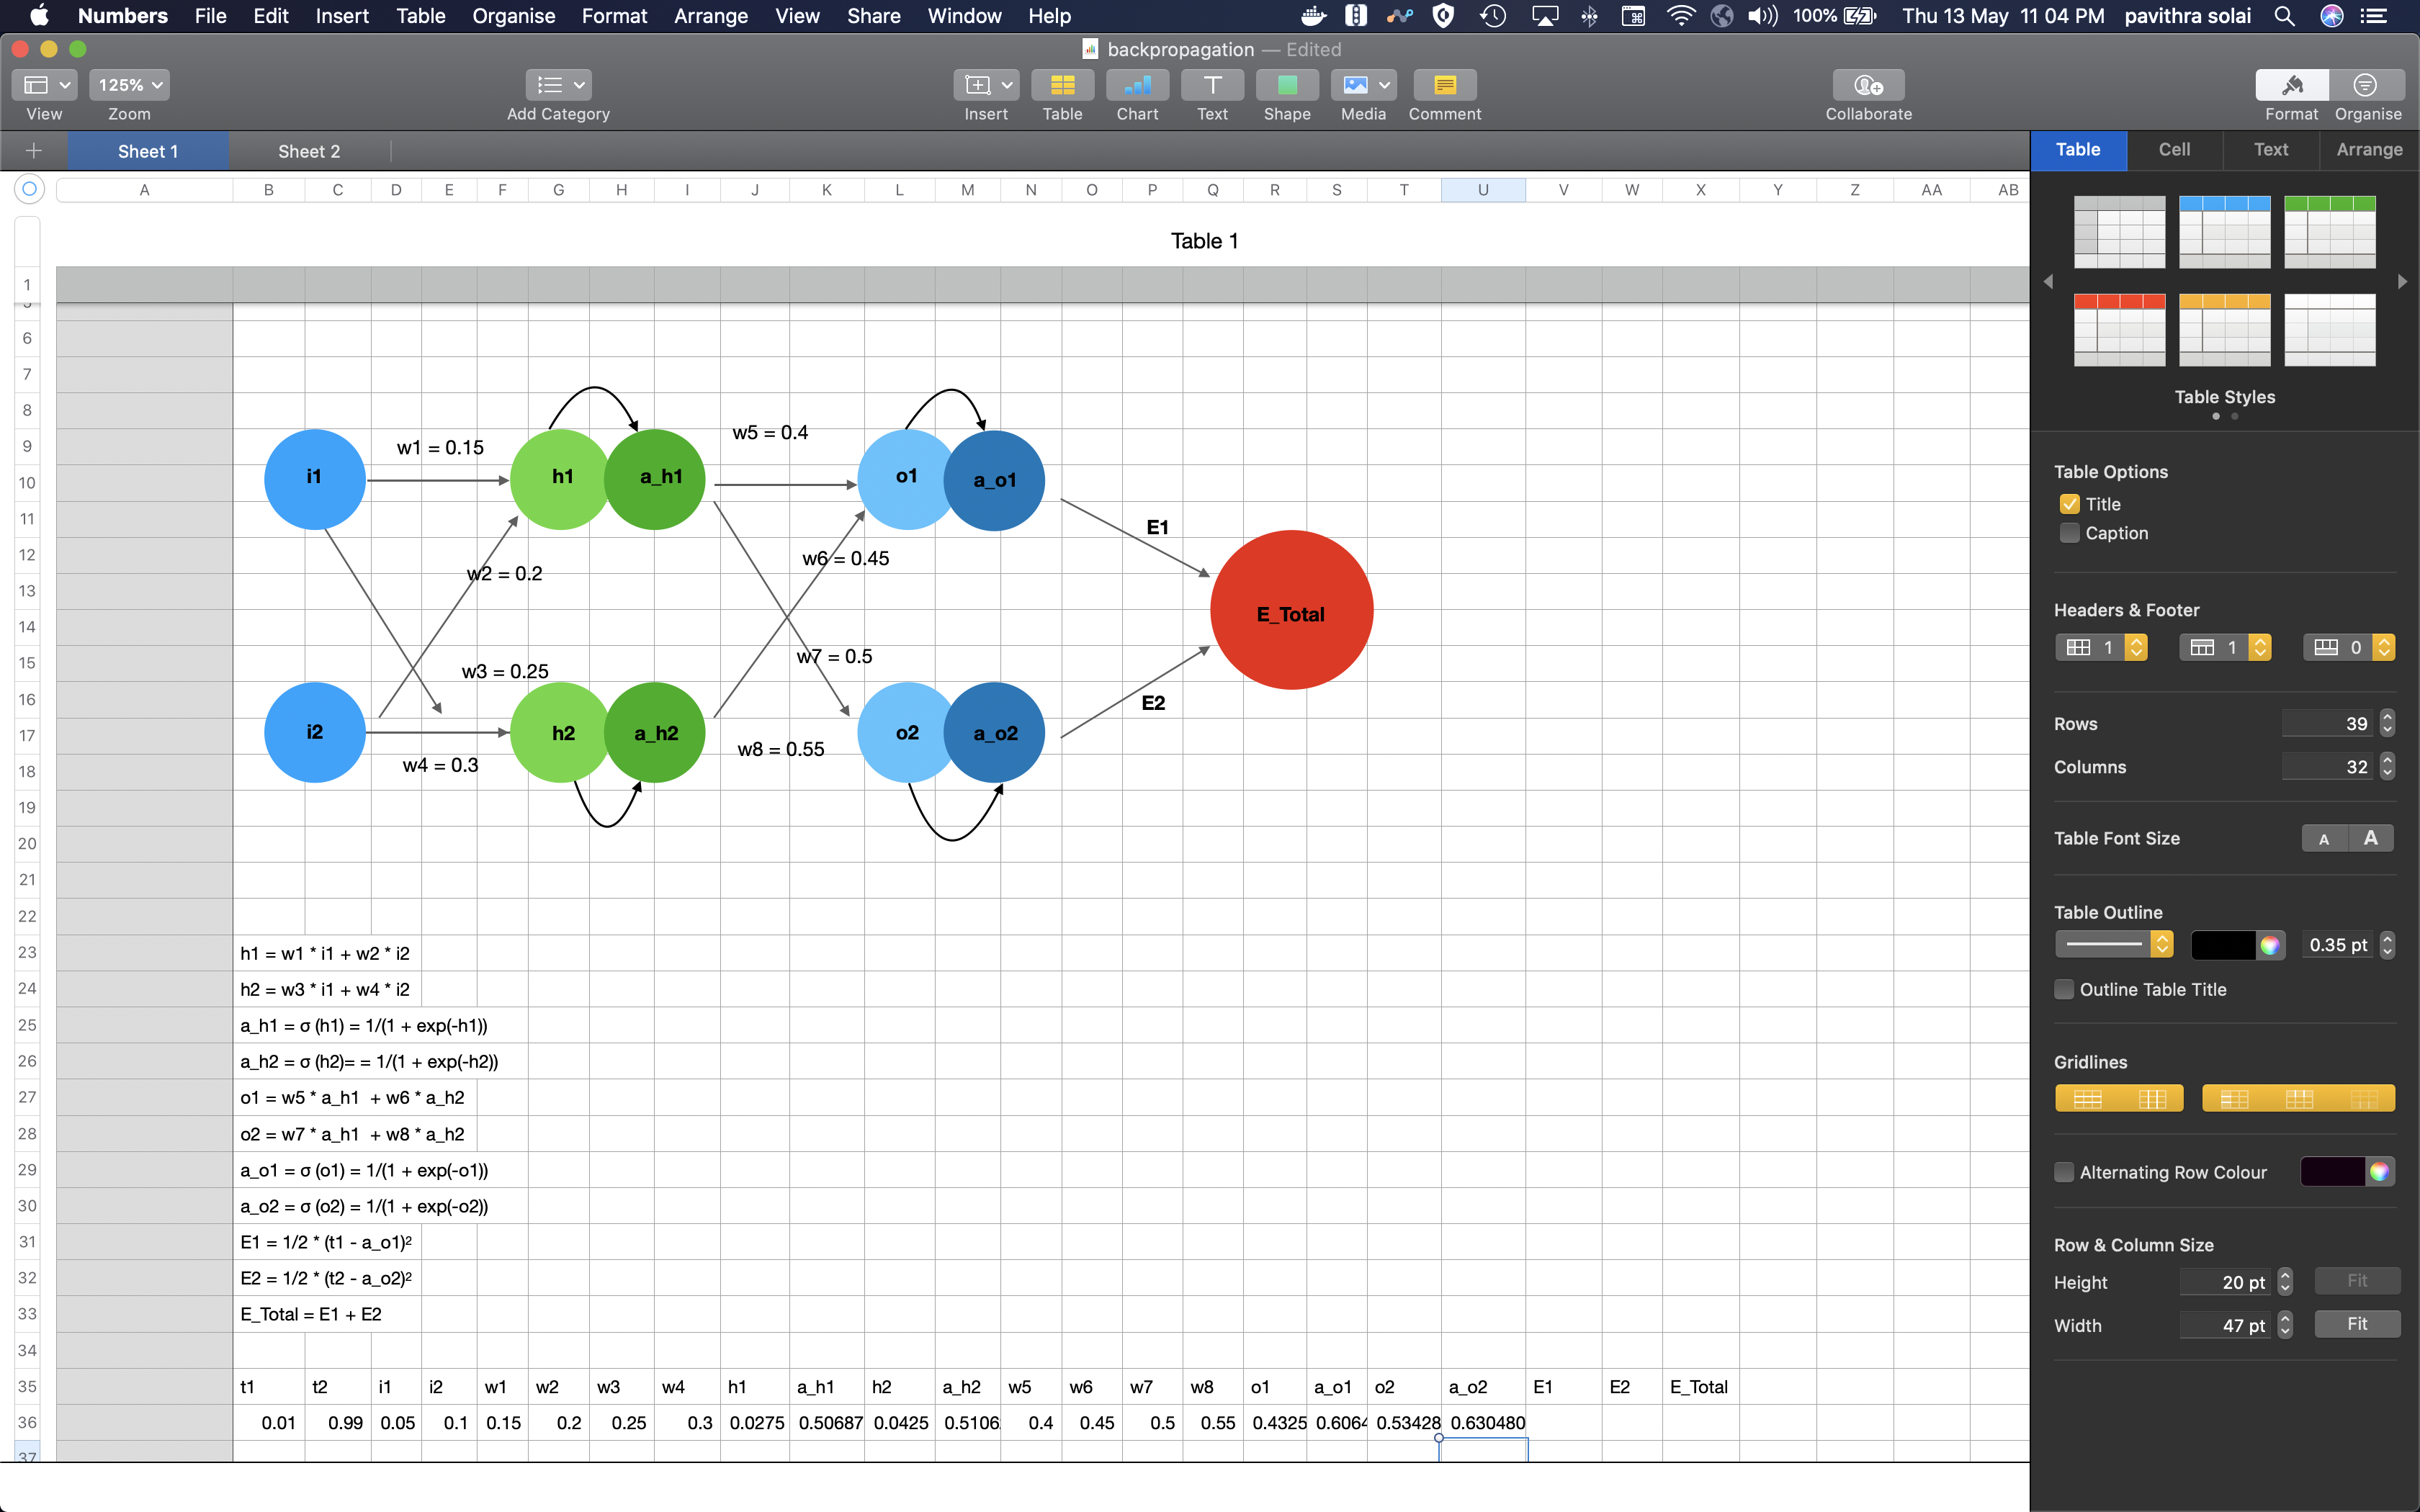 Numbers File Edit Insert Table Organise Format Arrange View Share Window Help 100% Thu 13 May 11 04 PM pavithra solai
backpropagation — Edited
125%
View Zoom Add Category Insert Table Chart Text Shape Media Comment Collaborate Format Organise
Sheet 1 Sheet 2
Table Cell Text Arrange
A B C D E F G H I J K L M N O P Q R S T U V W X Y Z AA AB
Table 1
1
6
7
8
9
10
11
12
13
14
15
16
17
18
19
20
21
22
w1 = 0.15
w5 = 0.4
i1 h1 a_h1 o1 a_o1
E1
w6 = 0.45
w2 = 0.2
E_Total
w7 = 0.5
w3 = 0.25
E2
i2 h2 a_h2 o2 a_o2
w8 = 0.55
w4 = 0.3
23 h1 = w1 * i1 + w2 * i2
24 h2 = w3 * i1 + w4 * i2
25 a_h1 = σ (h1) = 1/(1 + exp(-h1))
26 a_h2 = σ (h2)= = 1/(1 + exp(-h2))
27 o1 = w5 * a_h1 + w6 * a_h2
28 o2 = w7 * a_h1 + w8 * a_h2
29 a_o1 = σ (o1) = 1/(1 + exp(-o1))
30 a_o2 = σ (o2) = 1/(1 + exp(-o2))
31 E1 = 1/2 * (t1 - a_o1)²
32 E2 = 1/2 * (t2 - a_o2)²
33 E_Total = E1 + E2
34
35 t1 t2 i1 i2 w1 w2 w3 w4 h1 a_h1 h2 a_h2 w5 w6 w7 w8 o1 a_o1 o2 a_o2 E1 E2 E_Total
36 0.01 0.99 0.05 0.1 0.15 0.2 0.25 0.3 0.0275 0.50687 0.0425 0.5106 0.4 0.45 0.5 0.55 0.4325 0.6064 0.53428 0.630480
37
Table Styles
Table Options
Title
Caption
Headers & Footer
1 1 0
Rows 39
Columns 32
Table Font Size A A
Table Outline
0.35 pt
Outline Table Title
Gridlines
Alternating Row Colour
Row & Column Size
Height 20 pt Fit
Width 47 pt Fit